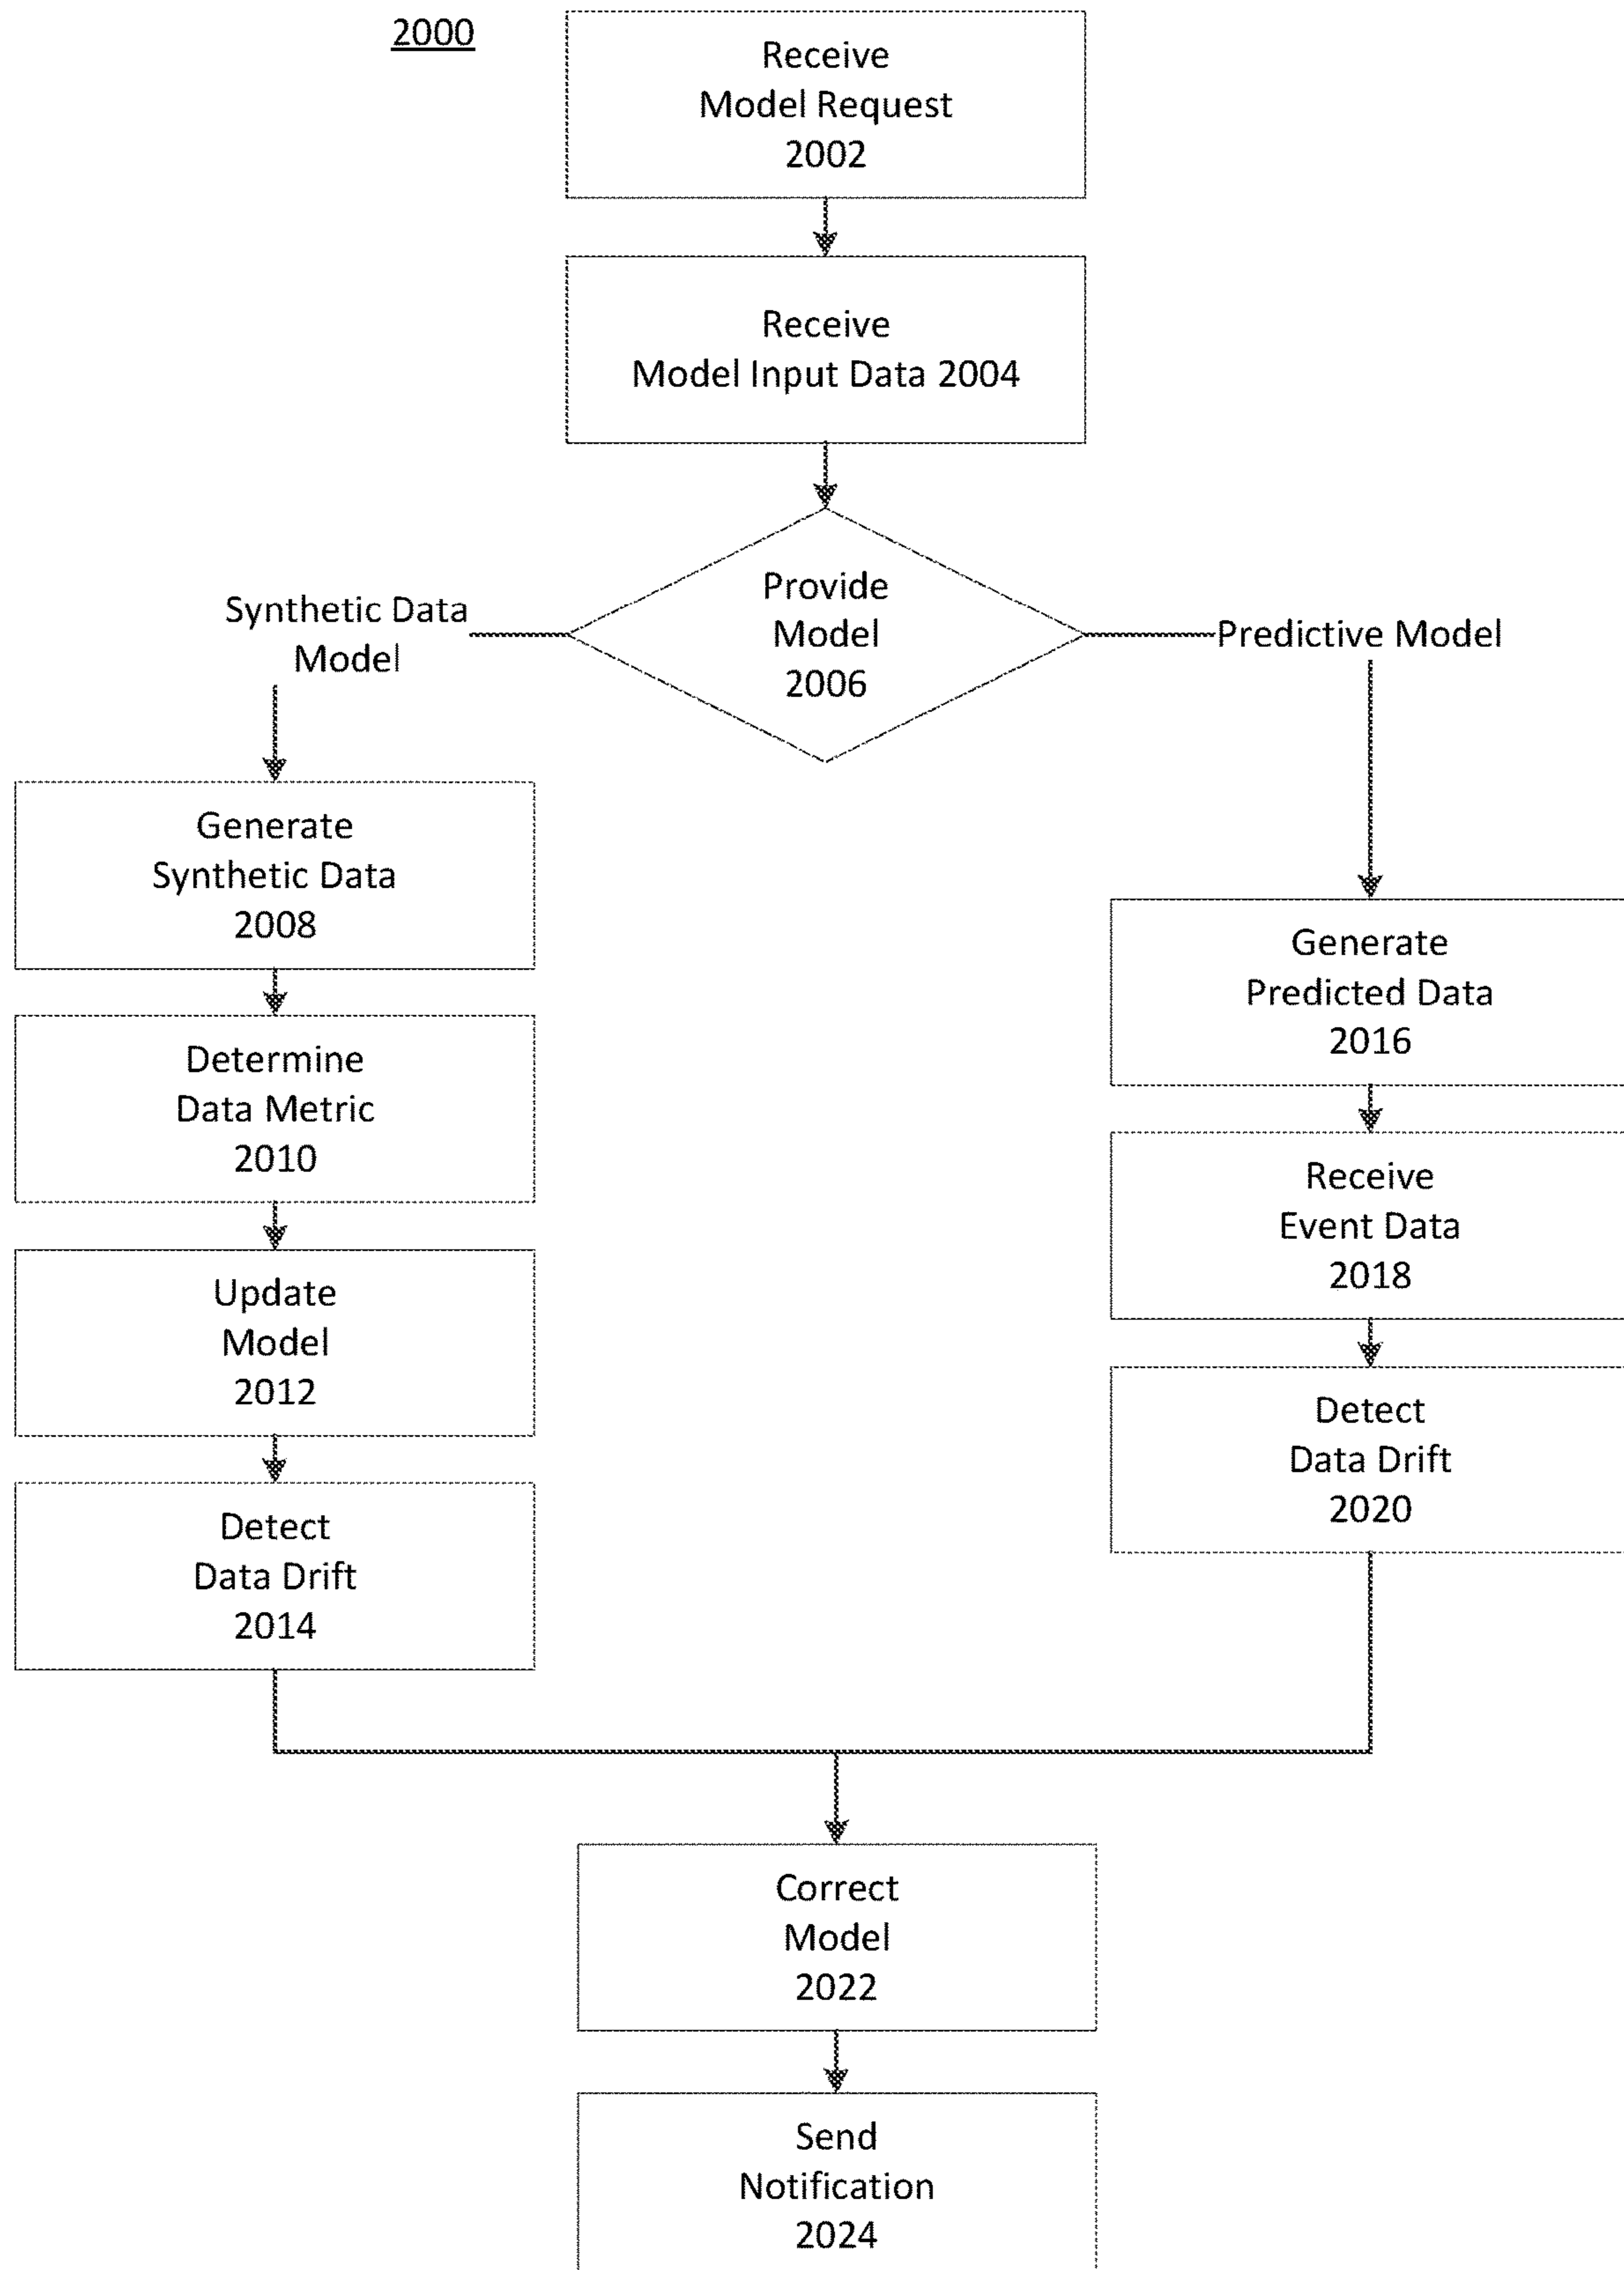 2000
Receive
Model Request
2002
Receive
Model Input Data 2004
Provide
Model
2006
Synthetic Data
Model
Predictive Model
Generate
Synthetic Data
2008
Determine
Data Metric
2010
Update
Model
2012
Detect
Data Drift
2014
Generate
Predicted Data
2016
Receive
Event Data
2018
Detect
Data Drift
2020
Correct
Model
2022
Send
Notification
2024